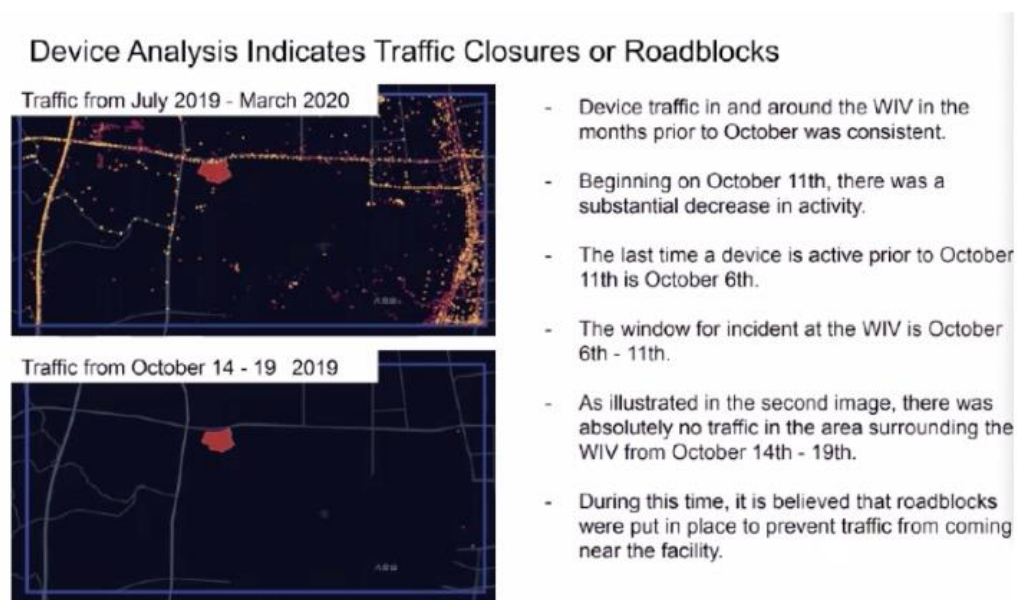 Device Analysis Indicates Traffic Closures or Roadblocks
Traffic from July 2019 - March 2020
- Device traffic in and around the WIV in the
months prior to October was consistent.
- Beginning on October 11th, there was a
substantial decrease in activity.
- The last time a device is active prior to October
11th is October 6th.
- The window for incident at the WIV is October
6th - 11th.
Traffic from October 14 - 19 2019
- As illustrated in the second image, there was
absolutely no traffic in the area surrounding the
WIV from October 14th - 19th.
- During this time, it is believed that roadblocks
were put in place to prevent traffic from coming
near the facility.